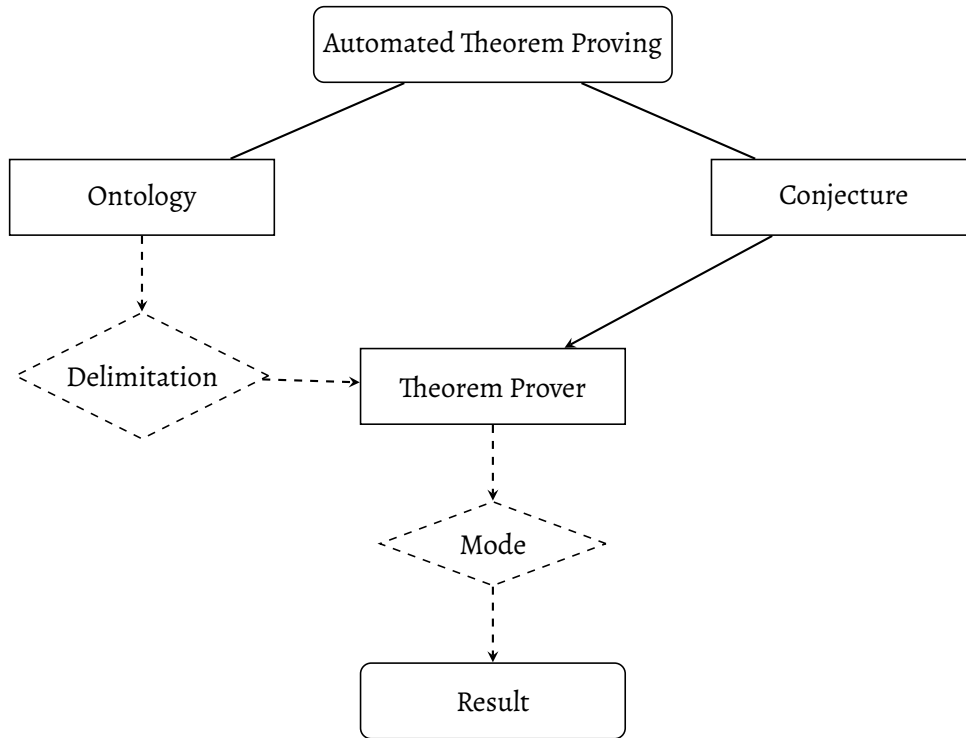 Automated Theorem Proving
Ontology
Conjecture
Delimitation
Theorem Prover
Mode
Result